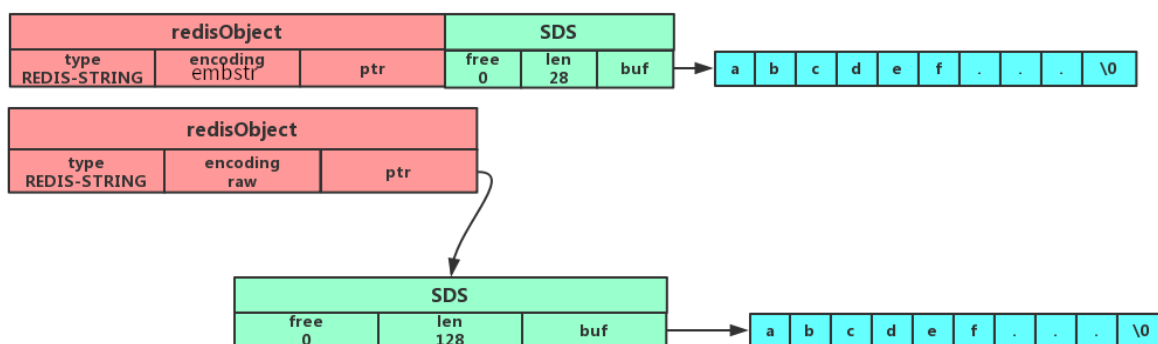 redisObject SDS
type encoding ptr free len buf a b c d e f . . . \0
REDIS-STRING embstr 0 28
redisObject
type encoding ptr
REDIS-STRING raw
SDS
free len buf a b c d e f . . . \0
0 128